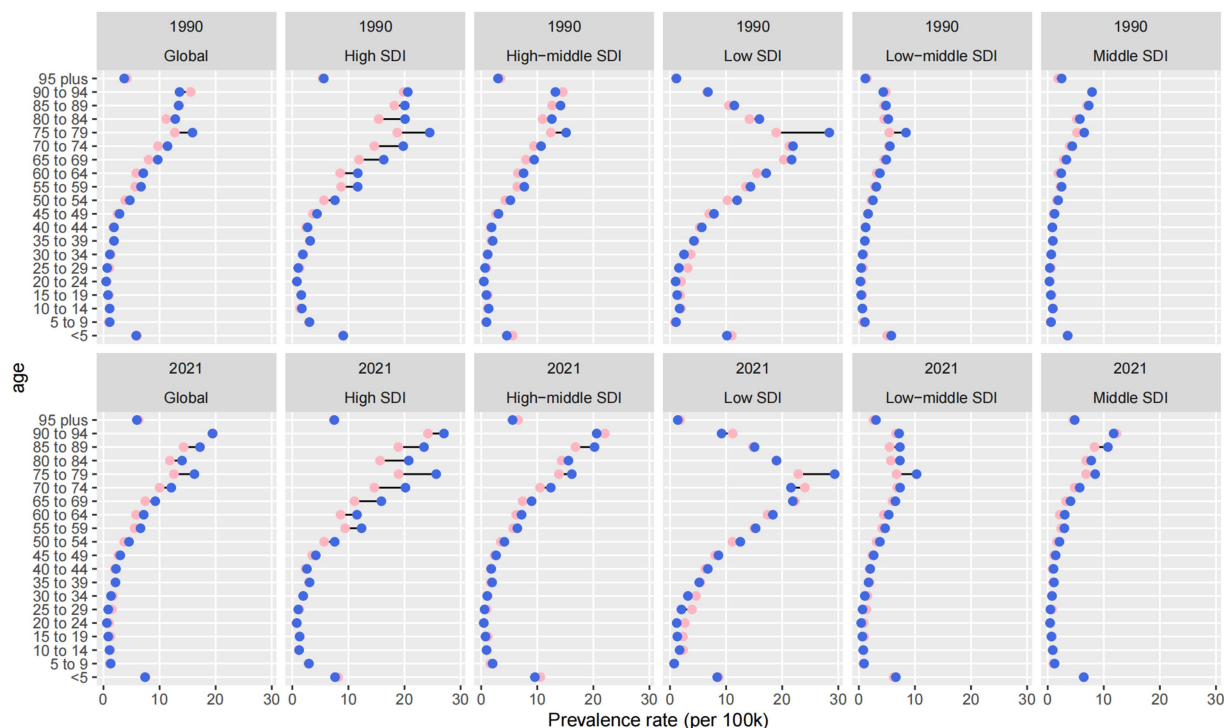 1990 1990 1990 1990 1990 1990
Global High SDI High−middle SDI Low SDI Low−middle SDI Middle SDI
95 plus
90 to 94
85 to 89
80 to 84
75 to 79
70 to 74
65 to 69
60 to 64
55 to 59
50 to 54
45 to 49
40 to 44
35 to 39
30 to 34
25 to 29
20 to 24
15 to 19
10 to 14
5 to 9
<5
age
2021 2021 2021 2021 2021 2021
Global High SDI High−middle SDI Low SDI Low−middle SDI Middle SDI
95 plus
90 to 94
85 to 89
80 to 84
75 to 79
70 to 74
65 to 69
60 to 64
55 to 59
50 to 54
45 to 49
40 to 44
35 to 39
30 to 34
25 to 29
20 to 24
15 to 19
10 to 14
5 to 9
<5
0 10 20 30 0 10 20 30 0 10 20 30 0 10 20 30 0 10 20 30 0 10 20 30
Prevalence rate (per 100k)